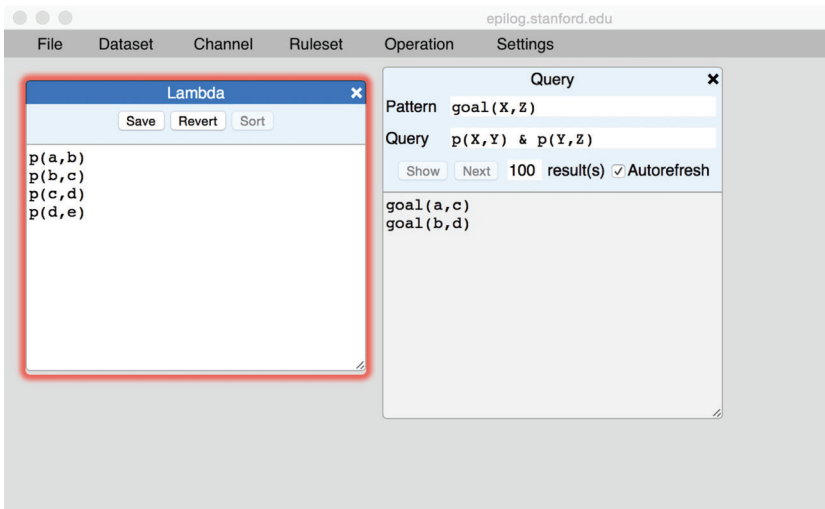 epilog.stanford.edu
File Dataset Channel Ruleset Operation Settings
Lambda
Save Revert Sort
p(a,b)
p(b,c)
p(c,d)
p(d,e)
Query
Pattern goal(X,Z)
Query p(X,Y) & p(Y,Z)
Show Next 100 result(s) Autorefresh
goal(a,c)
goal(b,d)